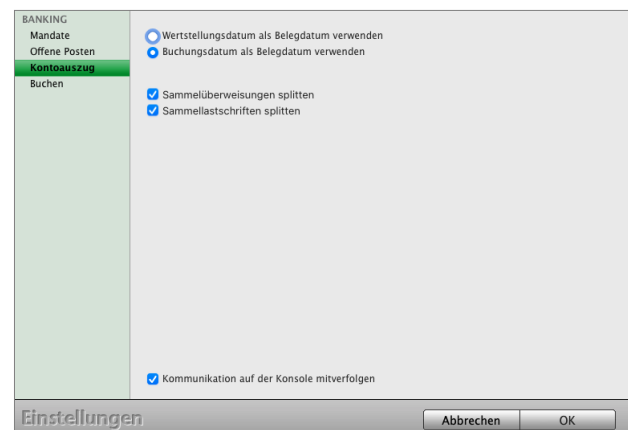 BANKING
Mandate
Offene Posten
Kontoauszug
Buchen
Wertstellungsdatum als Belegdatum verwenden
Buchungsdatum als Belegdatum verwenden
Sammelüberweisungen splitten
Sammellastschriften splitten
Kommunikation auf der Konsole mitverfolgen
Einstellungen
Abbrechen
OK